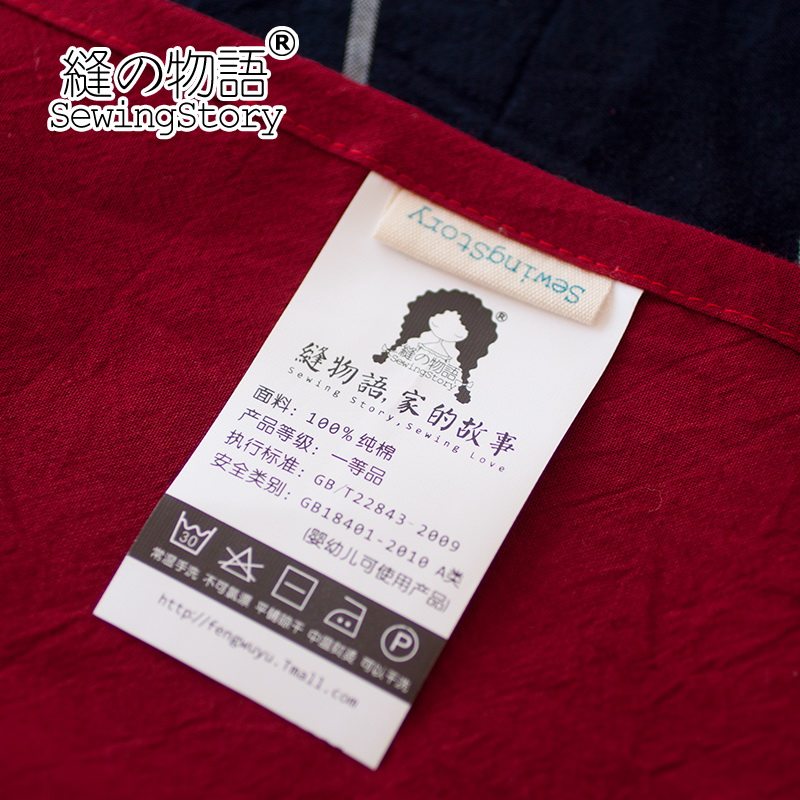 縫の物語®
SewingStory
SewingStory
®
縫の物語
SewingStory
縫物語,家的故事
Sewing Story,Sewing Love
面料: 100%纯棉
产品等级: 一等品
执行标准: GB/T22843-2009
安全类别: GB18401-2010 A类
(婴幼儿可使用产品)
30
P
常温手洗 不可氯漂 平铺晾干 中温熨烫 可以干洗
http://fengwuyu.Tmall.com